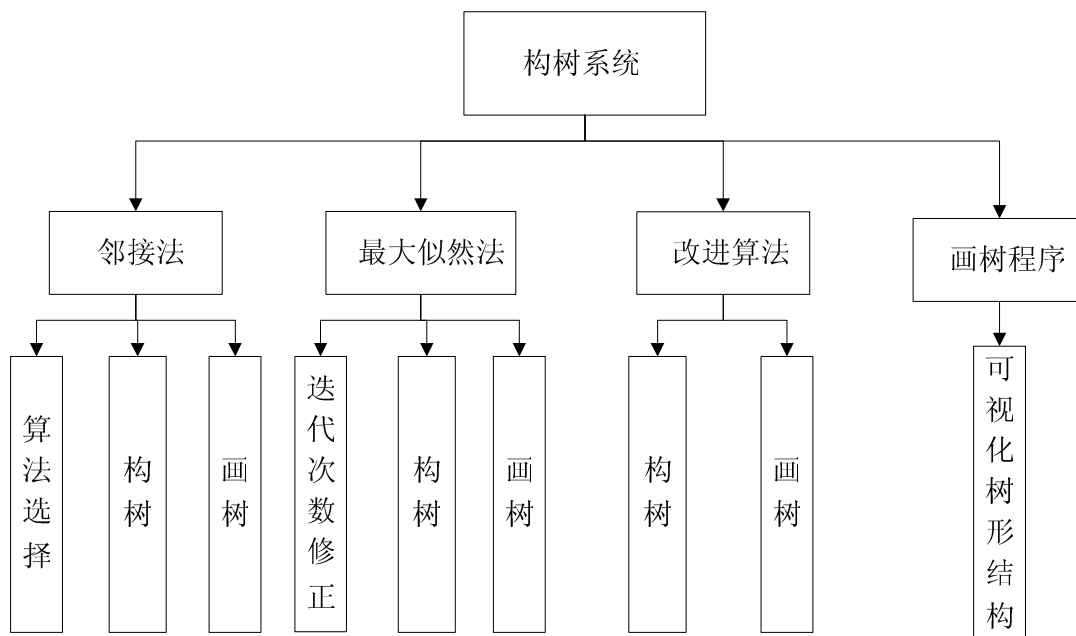 构树系统
邻接法
最大似然法
改进算法
画树程序
算法选择
构树
画树
迭代次数修正
构树
画树
构树
画树
可视化树形结构